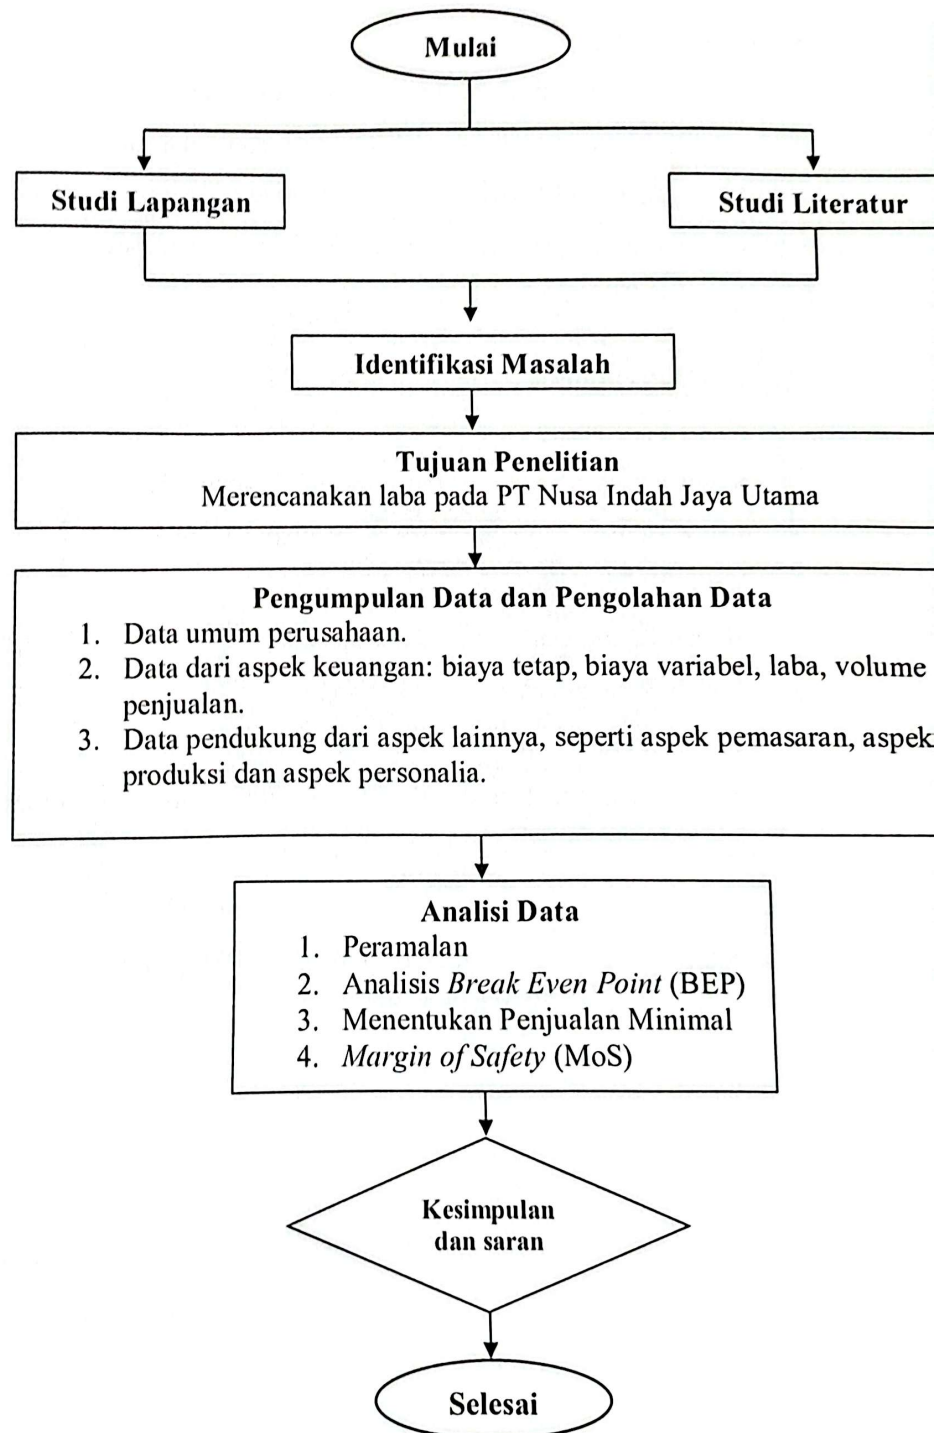 Mulai
Studi Lapangan
Studi Literatur
Identifikasi Masalah
Tujuan Penelitian
Merencanakan laba pada PT Nusa Indah Jaya Utama
Pengumpulan Data dan Pengolahan Data
1. Data umum perusahaan.
2. Data dari aspek keuangan: biaya tetap, biaya variabel, laba, volume
penjualan.
3. Data pendukung dari aspek lainnya, seperti aspek pemasaran, aspek
produksi dan aspek personalia.
Analisi Data
1. Peramalan
2. Analisis Break Even Point (BEP)
3. Menentukan Penjualan Minimal
4. Margin of Safety (MoS)
Kesimpulan
dan saran
Selesai